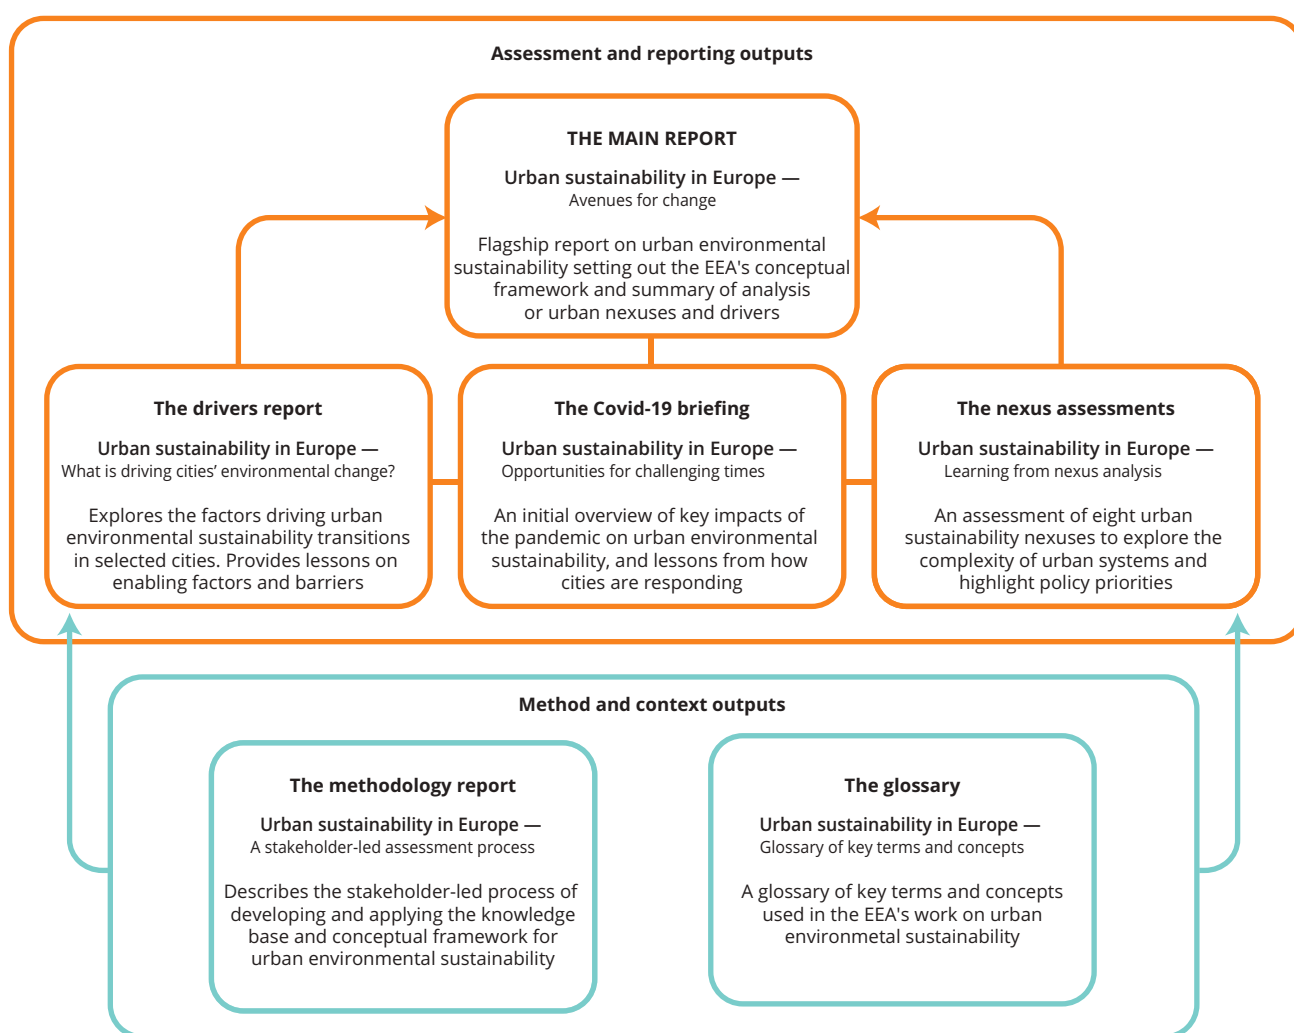 Assessment and reporting outputs
THE MAIN REPORT
Urban sustainability in Europe —
Avenues for change
Flagship report on urban environmental
sustainability setting out the EEA's conceptual
framework and summary of analysis
or urban nexuses and drivers
The drivers report
Urban sustainability in Europe —
What is driving cities’ environmental change?
Explores the factors driving urban
environmental sustainability transitions
in selected cities. Provides lessons on
enabling factors and barriers
The Covid-19 briefing
Urban sustainability in Europe —
Opportunities for challenging times
An initial overview of key impacts of
the pandemic on urban environmental
sustainability, and lessons from how
cities are responding
The nexus assessments
Urban sustainability in Europe —
Learning from nexus analysis
An assessment of eight urban
sustainability nexuses to explore the
complexity of urban systems and
highlight policy priorities
Method and context outputs
The methodology report
Urban sustainability in Europe —
A stakeholder-led assessment process
Describes the stakeholder-led process of
developing and applying the knowledge
base and conceptual framework for
urban environmental sustainability
The glossary
Urban sustainability in Europe —
Glossary of key terms and concepts
A glossary of key terms and concepts
used in the EEA's work on urban
environmetal sustainability